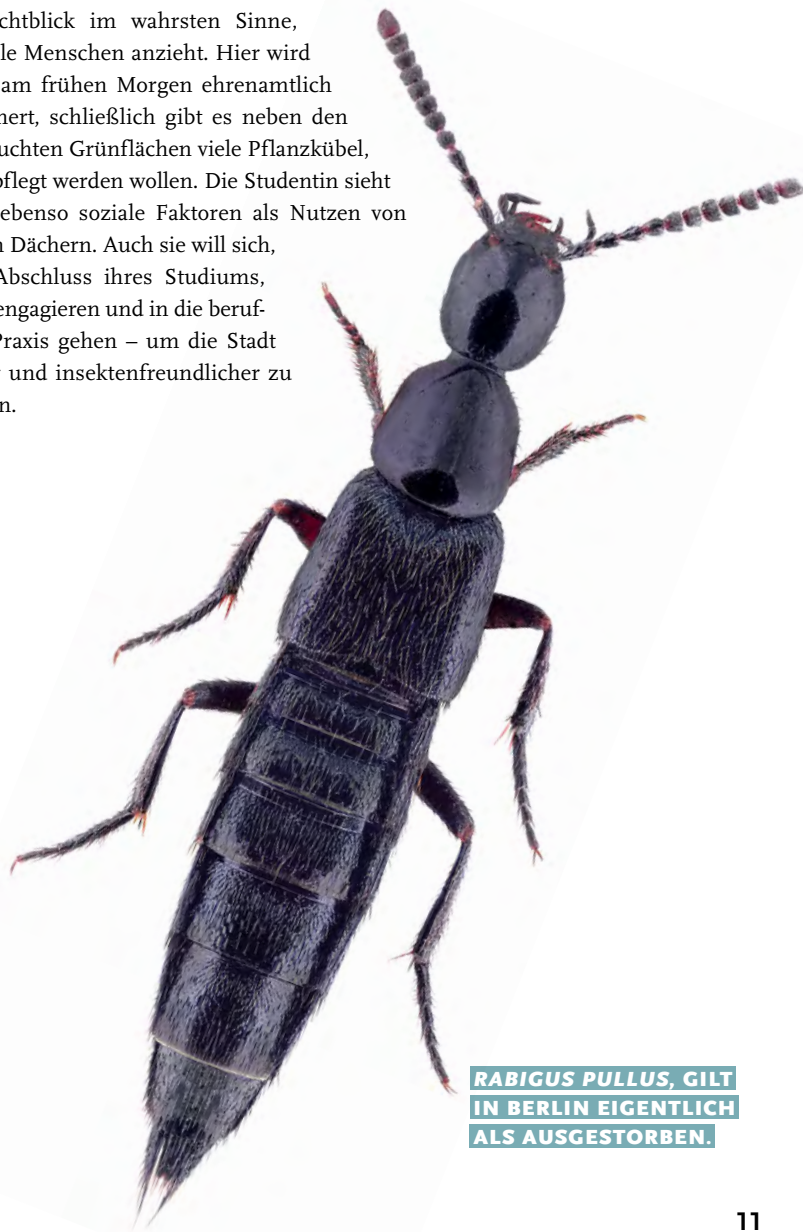 chtblick im wahrsten Sinne,
le Menschen anzieht. Hier wird
am frühen Morgen ehrenamtlich
nert, schließlich gibt es neben den
uchten Grünflächen viele Pflanzkübel,
pflegt werden wollen. Die Studentin sieht
ebenso soziale Faktoren als Nutzen von
n Dächern. Auch sie will sich,
Abschluss ihres Studiums,
engagieren und in die beruf-
Praxis gehen – um die Stadt
und insektenfreundlicher zu
n.
RABIGUS PULLUS, GILT
IN BERLIN EIGENTLICH
ALS AUSGESTORBEN.
11